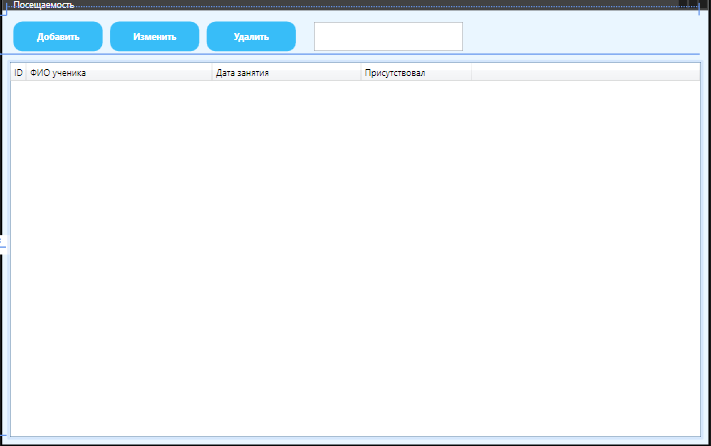 Посещаемость
Добавить Изменить Удалить
ID ФИО ученика Дата занятия Присутствовал